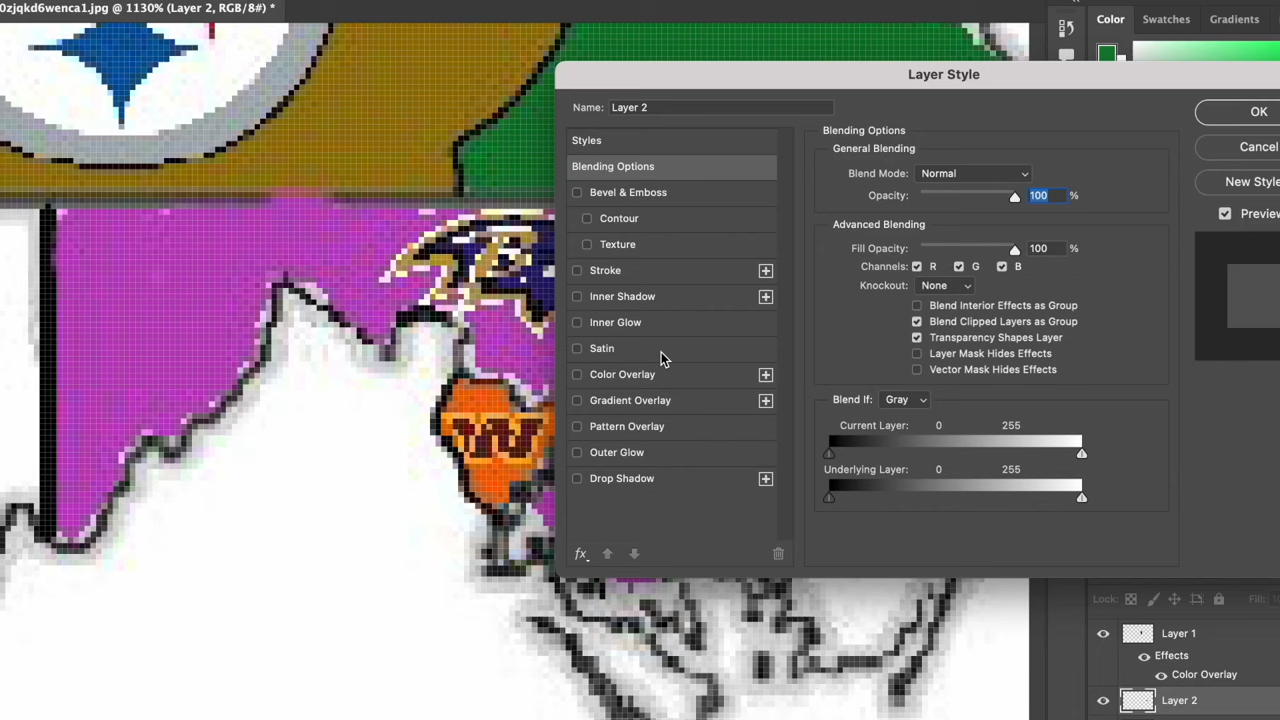 0zjqkd6wenca1.jpg @ 1130% (Layer 2, RGB/8#) *
Color
Swatches
Gradients
Layer Style
Name: Layer 2
Styles
Blending Options
Bevel & Emboss
Contour
Texture
Stroke
Inner Shadow
Inner Glow
Satin
Color Overlay
Gradient Overlay
Pattern Overlay
Outer Glow
Drop Shadow
fx
Blending Options
General Blending
Blend Mode: Normal
Opacity: 100 %
Advanced Blending
Fill Opacity: 100 %
Channels: R G B
Knockout: None
Blend Interior Effects as Group
Blend Clipped Layers as Group
Transparency Shapes Layer
Layer Mask Hides Effects
Vector Mask Hides Effects
Blend If: Gray
Current Layer: 0 255
Underlying Layer: 0 255
OK
Cancel
New Style
Preview
Lock:
Fill:
Layer 1
Effects
Color Overlay
Layer 2